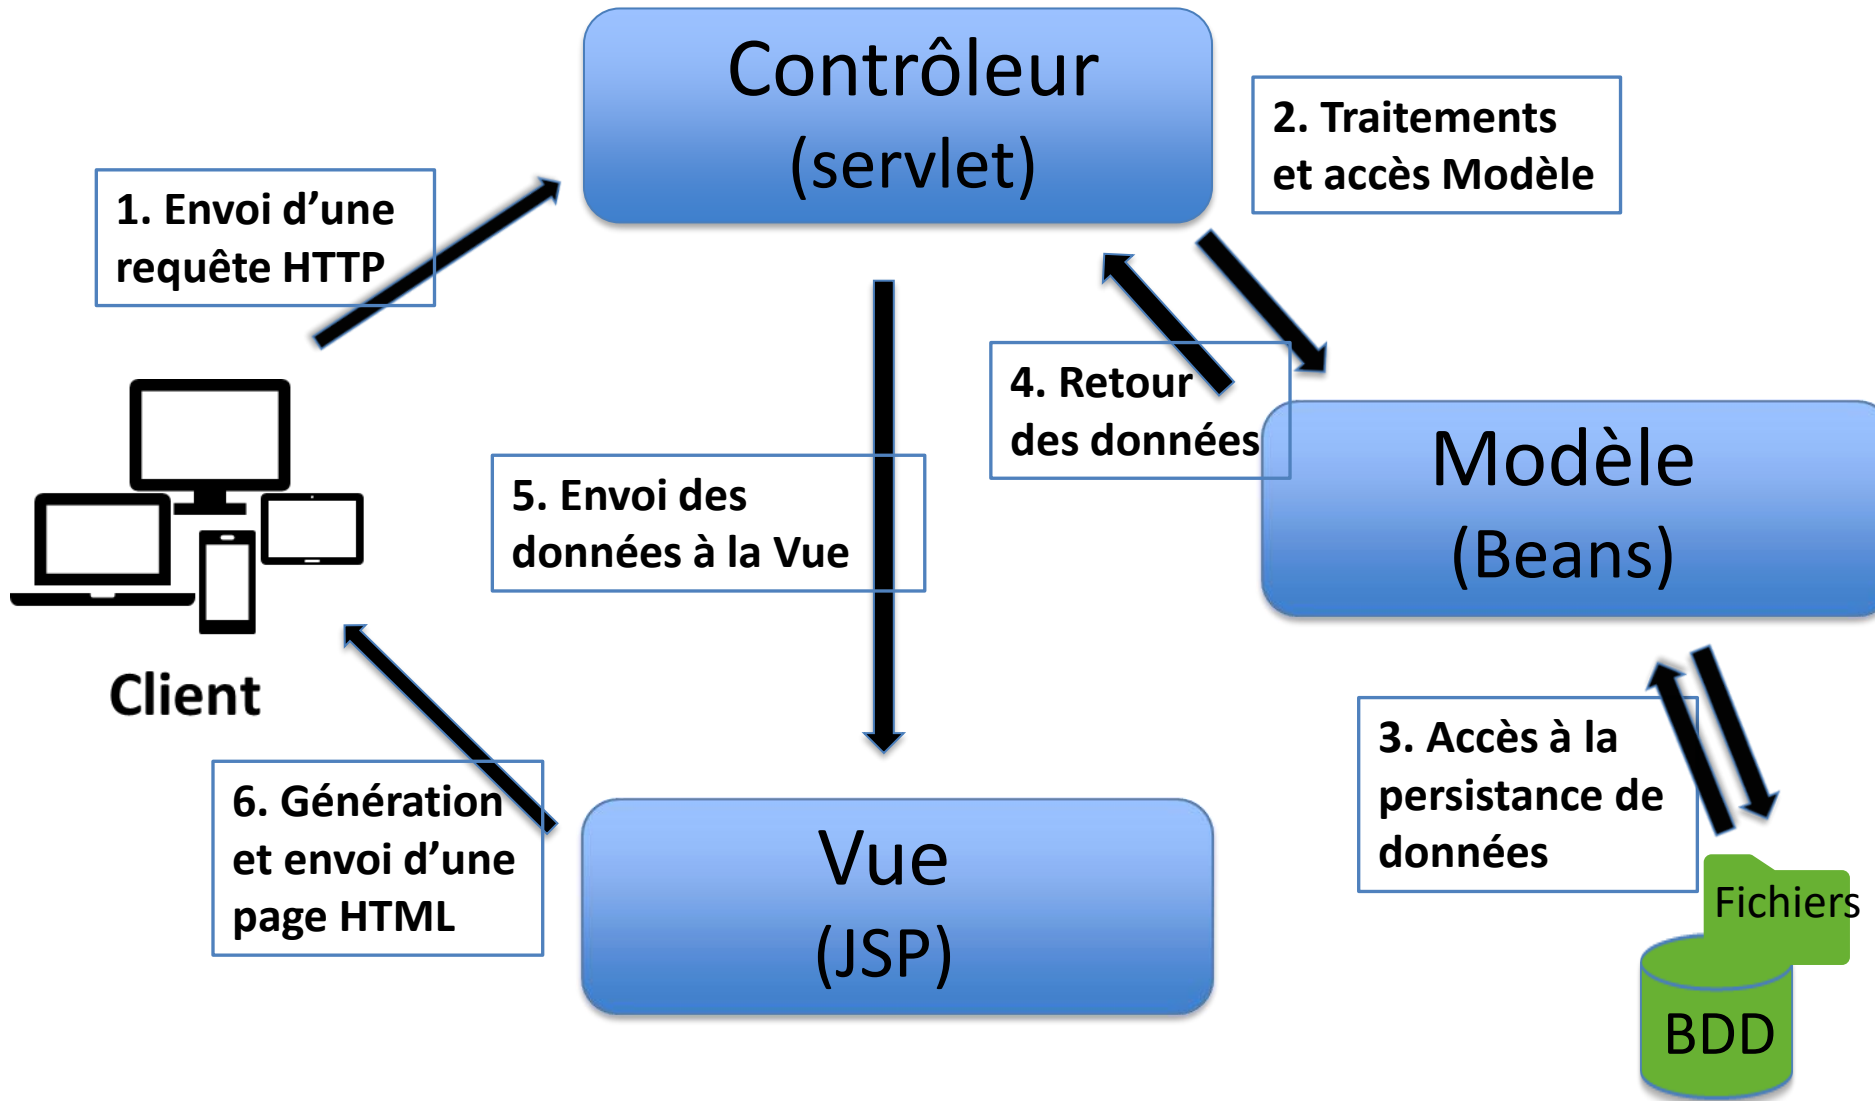 Contrôleur
(servlet)
1. Envoi d’une
requête HTTP
2. Traitements
et accès Modèle
4. Retour
des données
Modèle
(Beans)
5. Envoi des
données à la Vue
Client
3. Accès à la
persistance de
données
6. Génération
et envoi d’une
page HTML
Vue
(JSP)
Fichiers
BDD